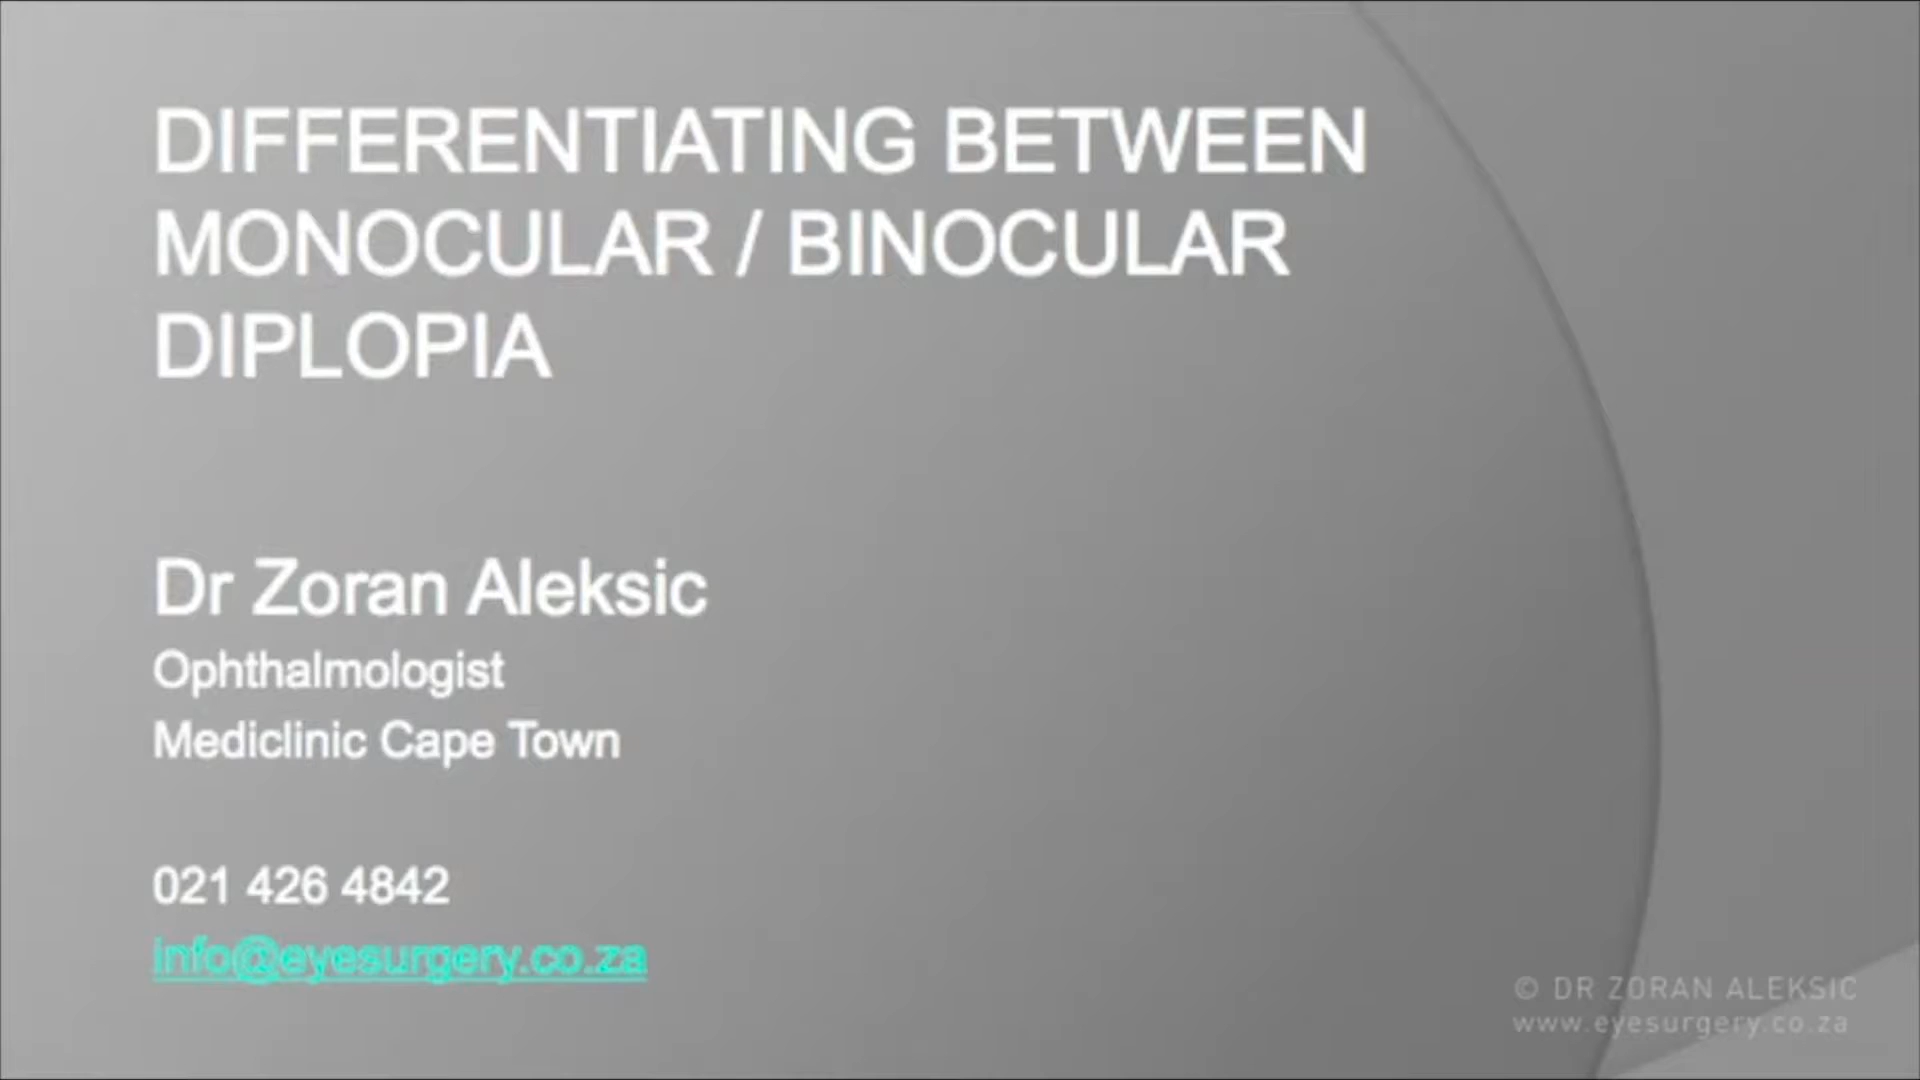 DIFFERENTIATING BETWEEN
MONOCULAR / BINOCULAR
DIPLOPIA
Dr Zoran Aleksic
Ophthalmologist
Mediclinic Cape Town
021 426 4842
info@eyesurgery.co.za
© DR ZORAN ALEKSIC
www.eyesurgery.co.za